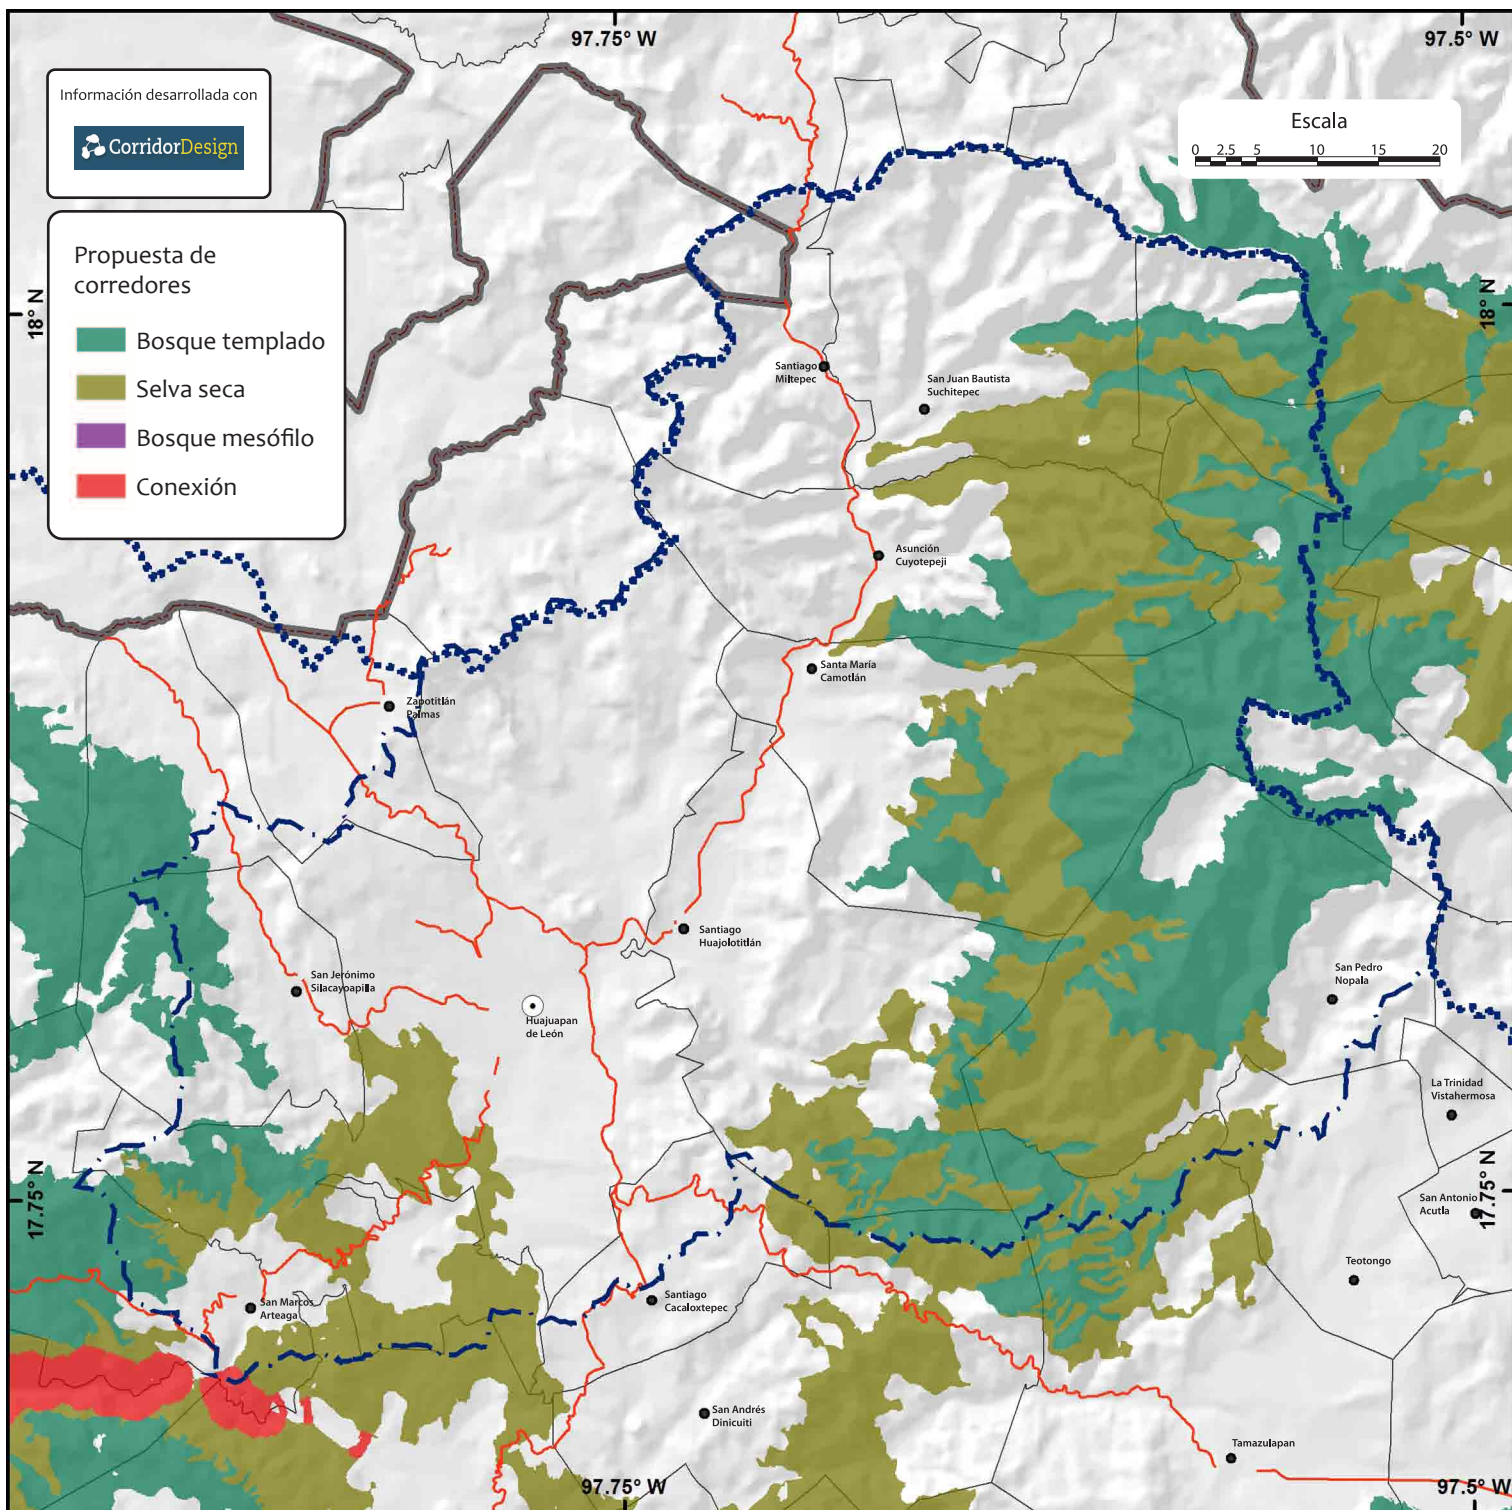 97.75° W
97.5° W
Información desarrollada con
CorridorDesign
Escala
0 2.5 5 10 15 20
Propuesta de
corredores
Bosque templado
Selva seca
Bosque mesófilo
Conexión
18° N
18° N
Santiago
Miltepec
San Juan Bautista
Suchitepec
Asunción
Cuyotepeji
Santa María
Camotlán
Zapotitlán
Palmas
Santiago
Huajolotitlán
San Jerónimo
Silacayoapilla
Huajuapan
de León
San Pedro
Nopala
La Trinidad
Vistahermosa
17.75° N
17.75° N
San Antonio
Acutla
Teotongo
San Marcos
Arteaga
Santiago
Cacaloxtepec
San Andrés
Dinicuiti
Tamazulapan
97.75° W
97.5° W